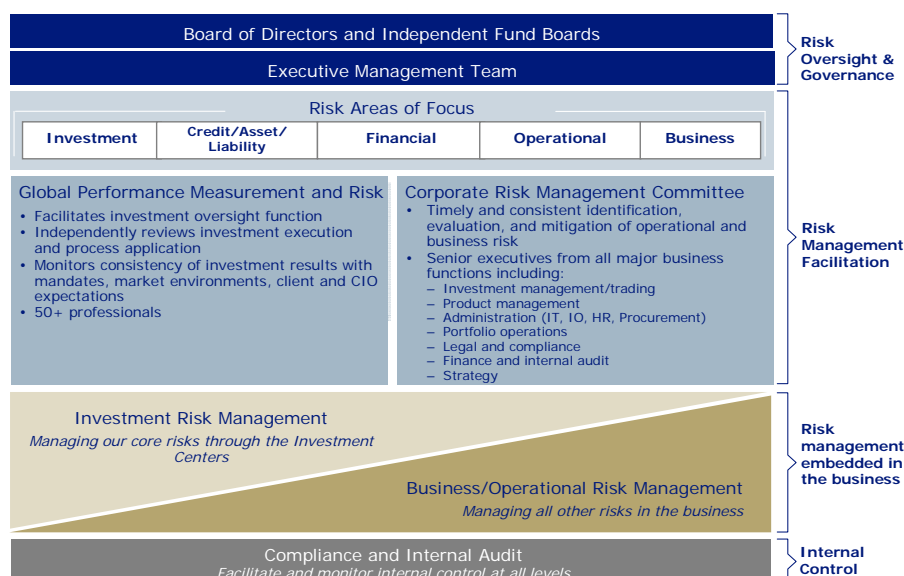 Board of Directors and Independent Fund Boards
Executive Management Team
Risk
Oversight &
Governance
Risk Areas of Focus
Investment
Credit/Asset/
Liability
Financial
Operational
Business
Global Performance Measurement and Risk
• Facilitates investment oversight function
• Independently reviews investment execution
and process application
• Monitors consistency of investment results with
mandates, market environments, client and CIO
expectations
• 50+ professionals
Corporate Risk Management Committee
• Timely and consistent identification,
evaluation, and mitigation of operational and
business risk
• Senior executives from all major business
functions including:
– Investment management/trading
– Product management
– Administration (IT, IO, HR, Procurement)
– Portfolio operations
– Legal and compliance
– Finance and internal audit
– Strategy
Risk
Management
Facilitation
Investment Risk Management
Managing our core risks through the Investment
Centers
Business/Operational Risk Management
Managing all other risks in the business
Risk
management
embedded in
the business
Compliance and Internal Audit
Facilitate and monitor internal control at all levels
Internal
Control